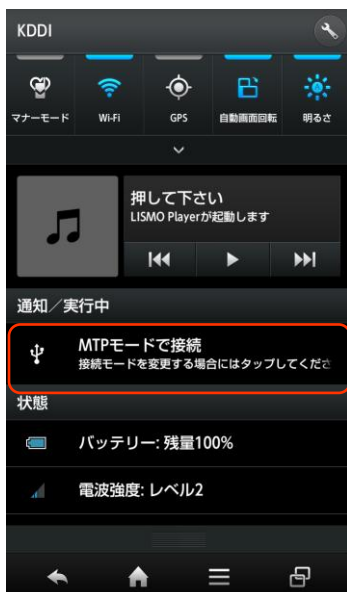 KDDI
マナーモード Wi-Fi GPS 自動画面回転 明るさ
押して下さい
LISMO Playerが起動します
通知／実行中
MTPモードで接続
接続モードを変更する場合にはタップしてくださ
状態
バッテリー: 残量100%
電波強度: レベル2